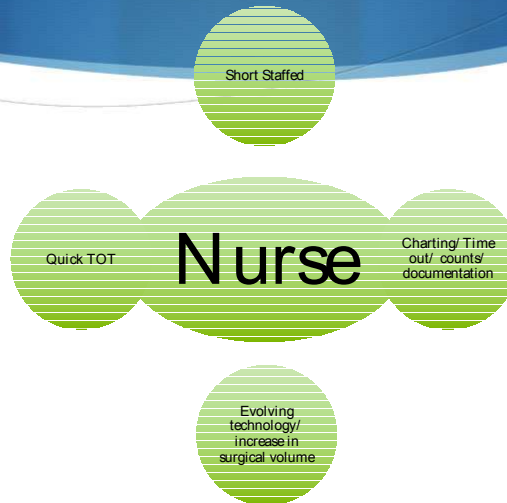 Short Staffed
Quick TOT
Nurse
Charting/ Time
out/ counts/
documentation
Evolving
technology/
increase in
surgical volume